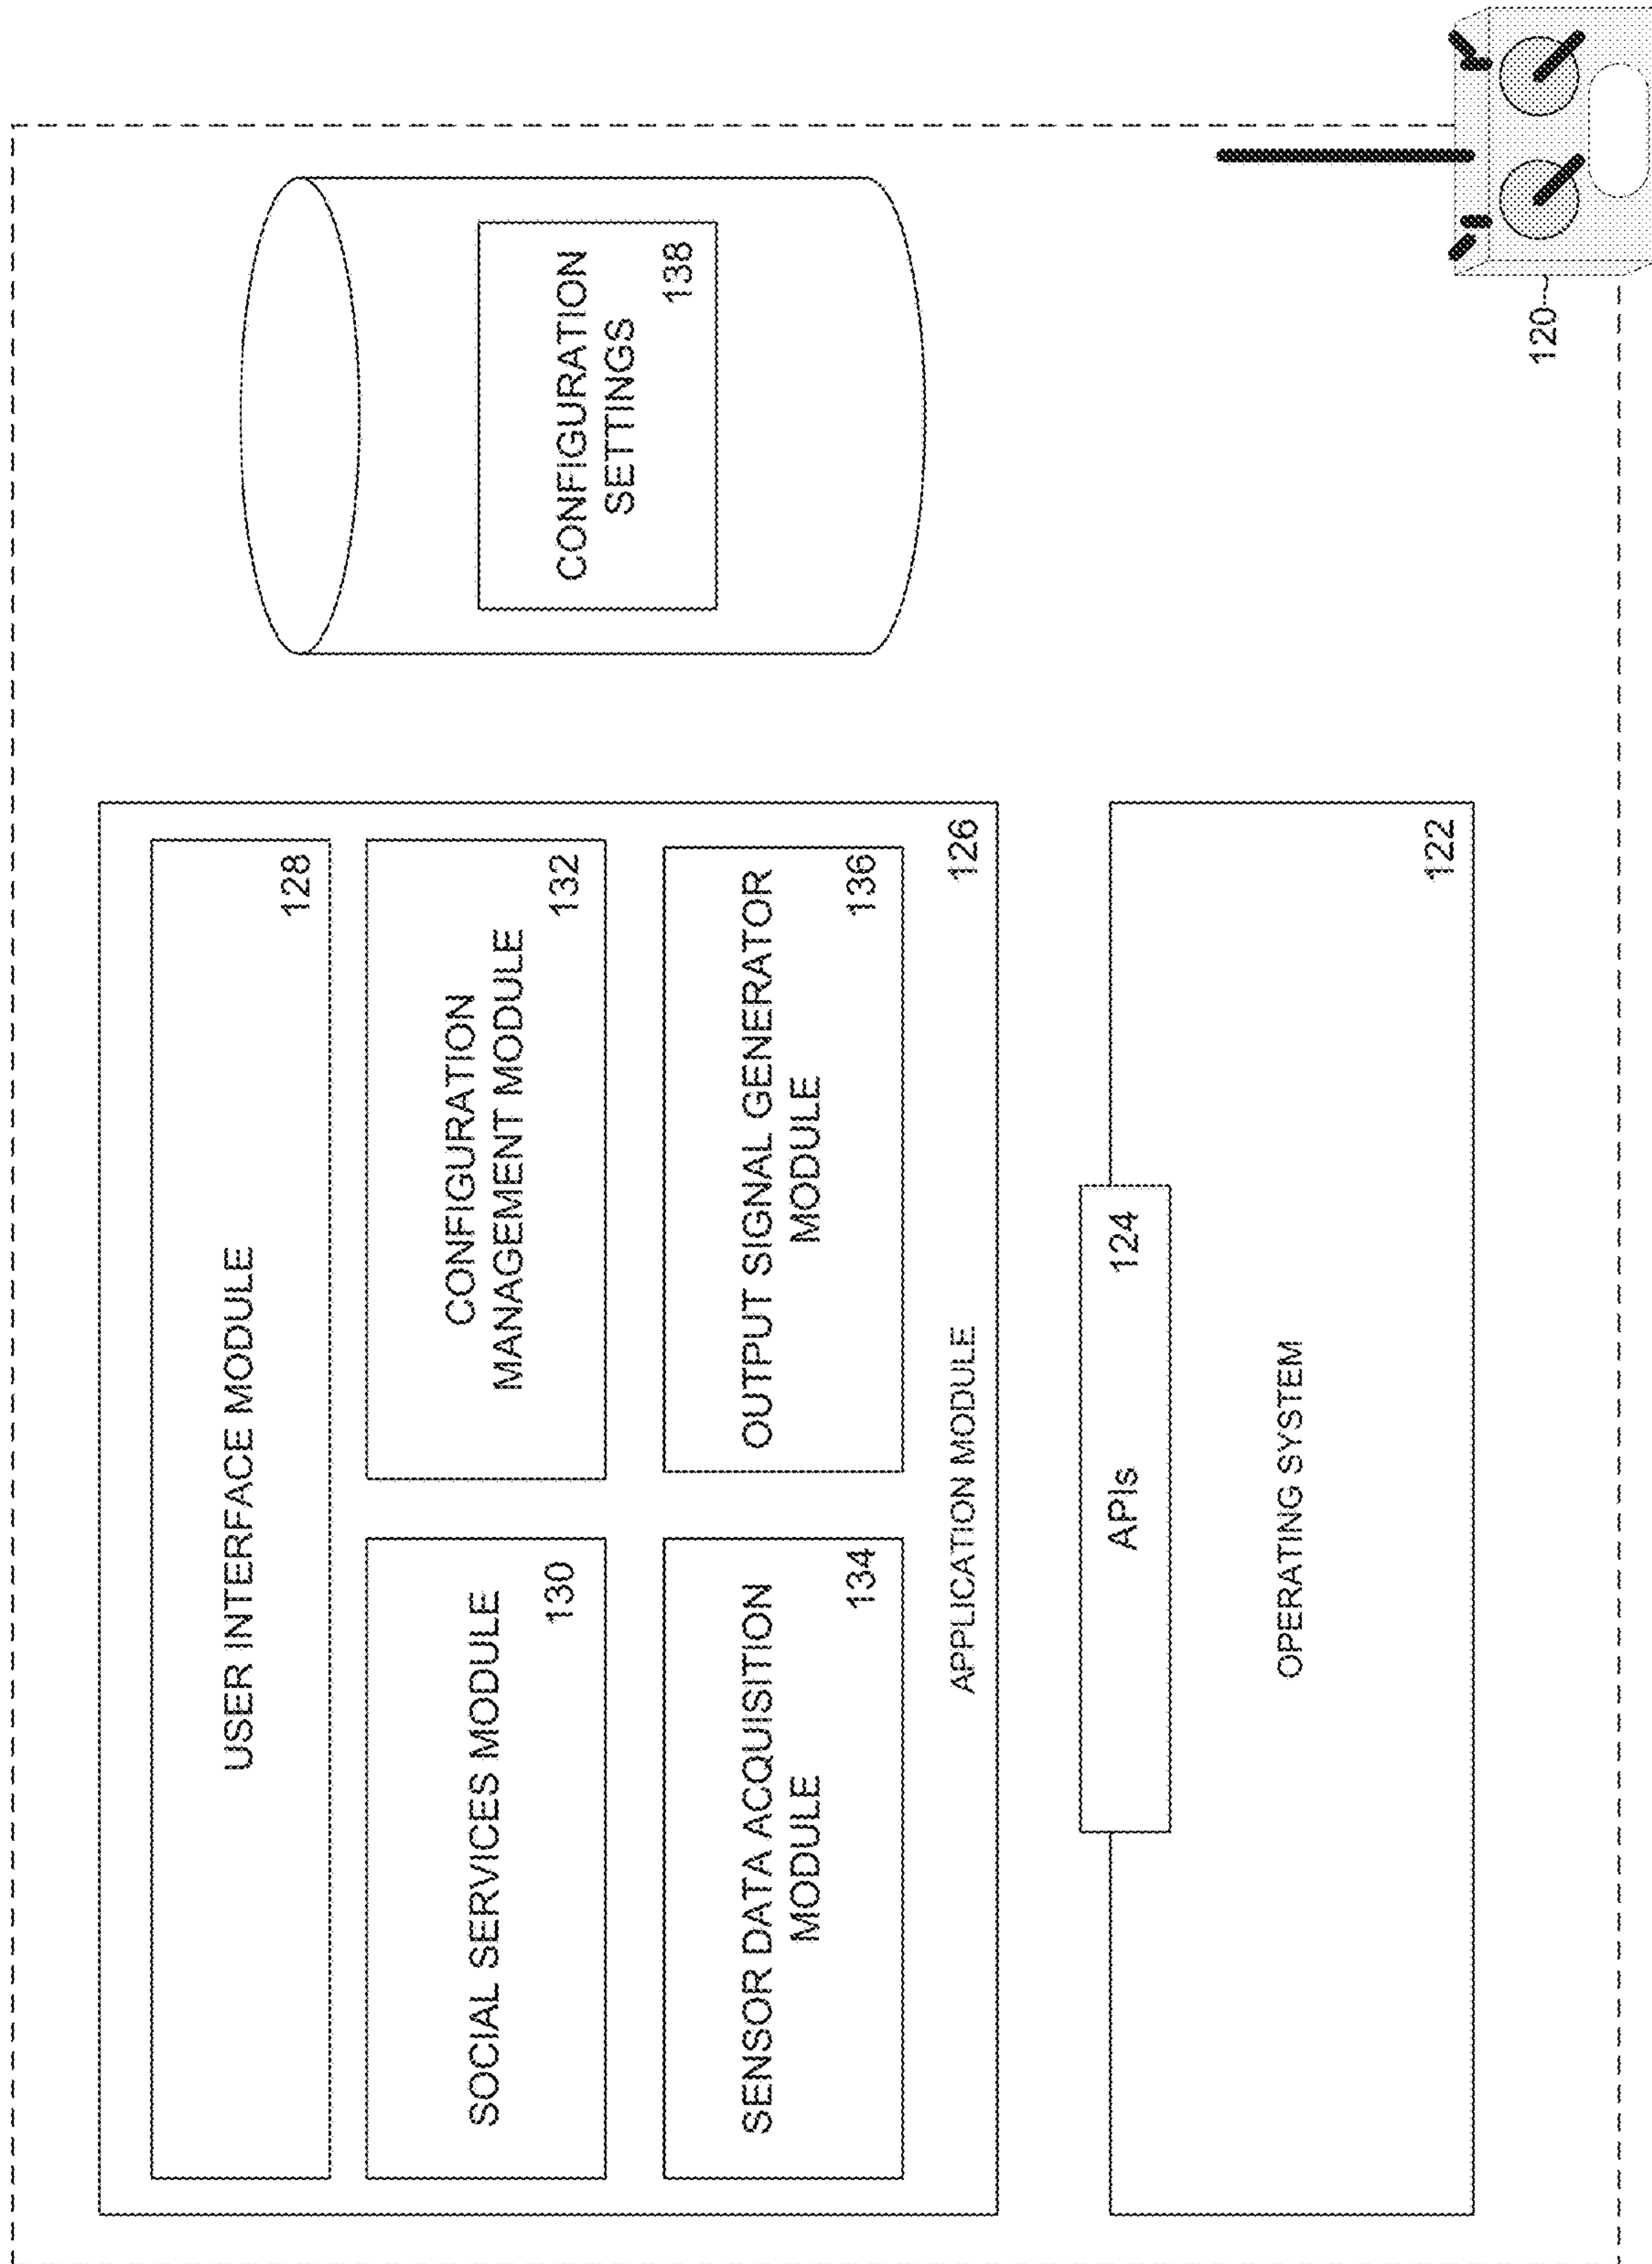 USER INTERFACE MODULE
128
SOCIAL SERVICES MODULE
130
CONFIGURATION
MANAGEMENT MODULE
132
SENSOR DATA ACQUISITION
MODULE
134
OUTPUT SIGNAL GENERATOR
MODULE
136
APPLICATION MODULE
126
APIs
124
OPERATING SYSTEM
122
CONFIGURATION
SETTINGS
138
120